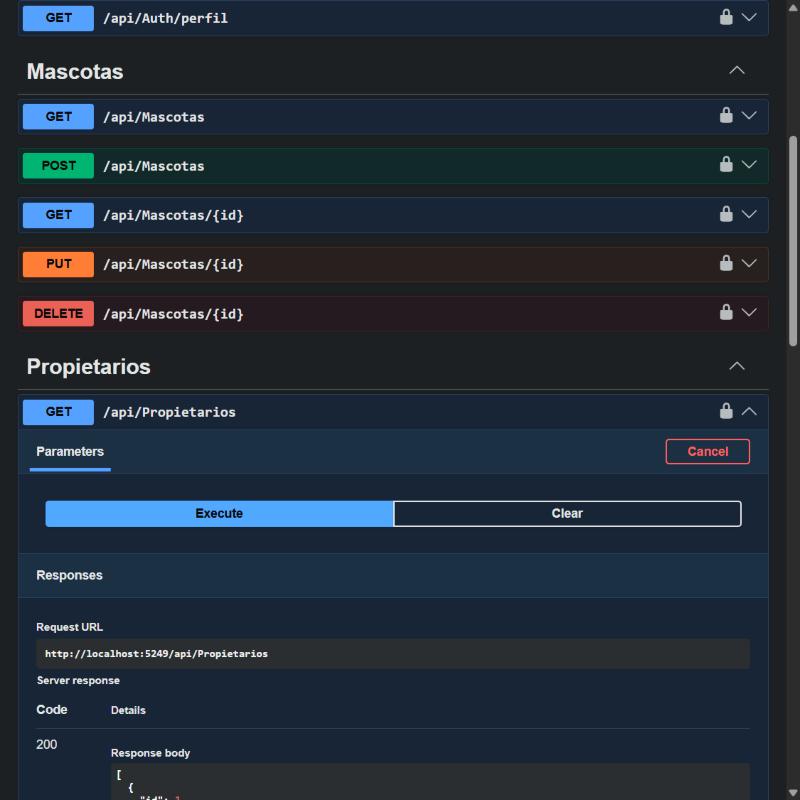 GET /api/Auth/perfil
Mascotas
GET /api/Mascotas
POST /api/Mascotas
GET /api/Mascotas/{id}
PUT /api/Mascotas/{id}
DELETE /api/Mascotas/{id}
Propietarios
GET /api/Propietarios
Parameters Cancel
Execute Clear
Responses
Request URL
http://localhost:5249/api/Propietarios
Server response
Code Details
200
Response body
[
{
"id": 1